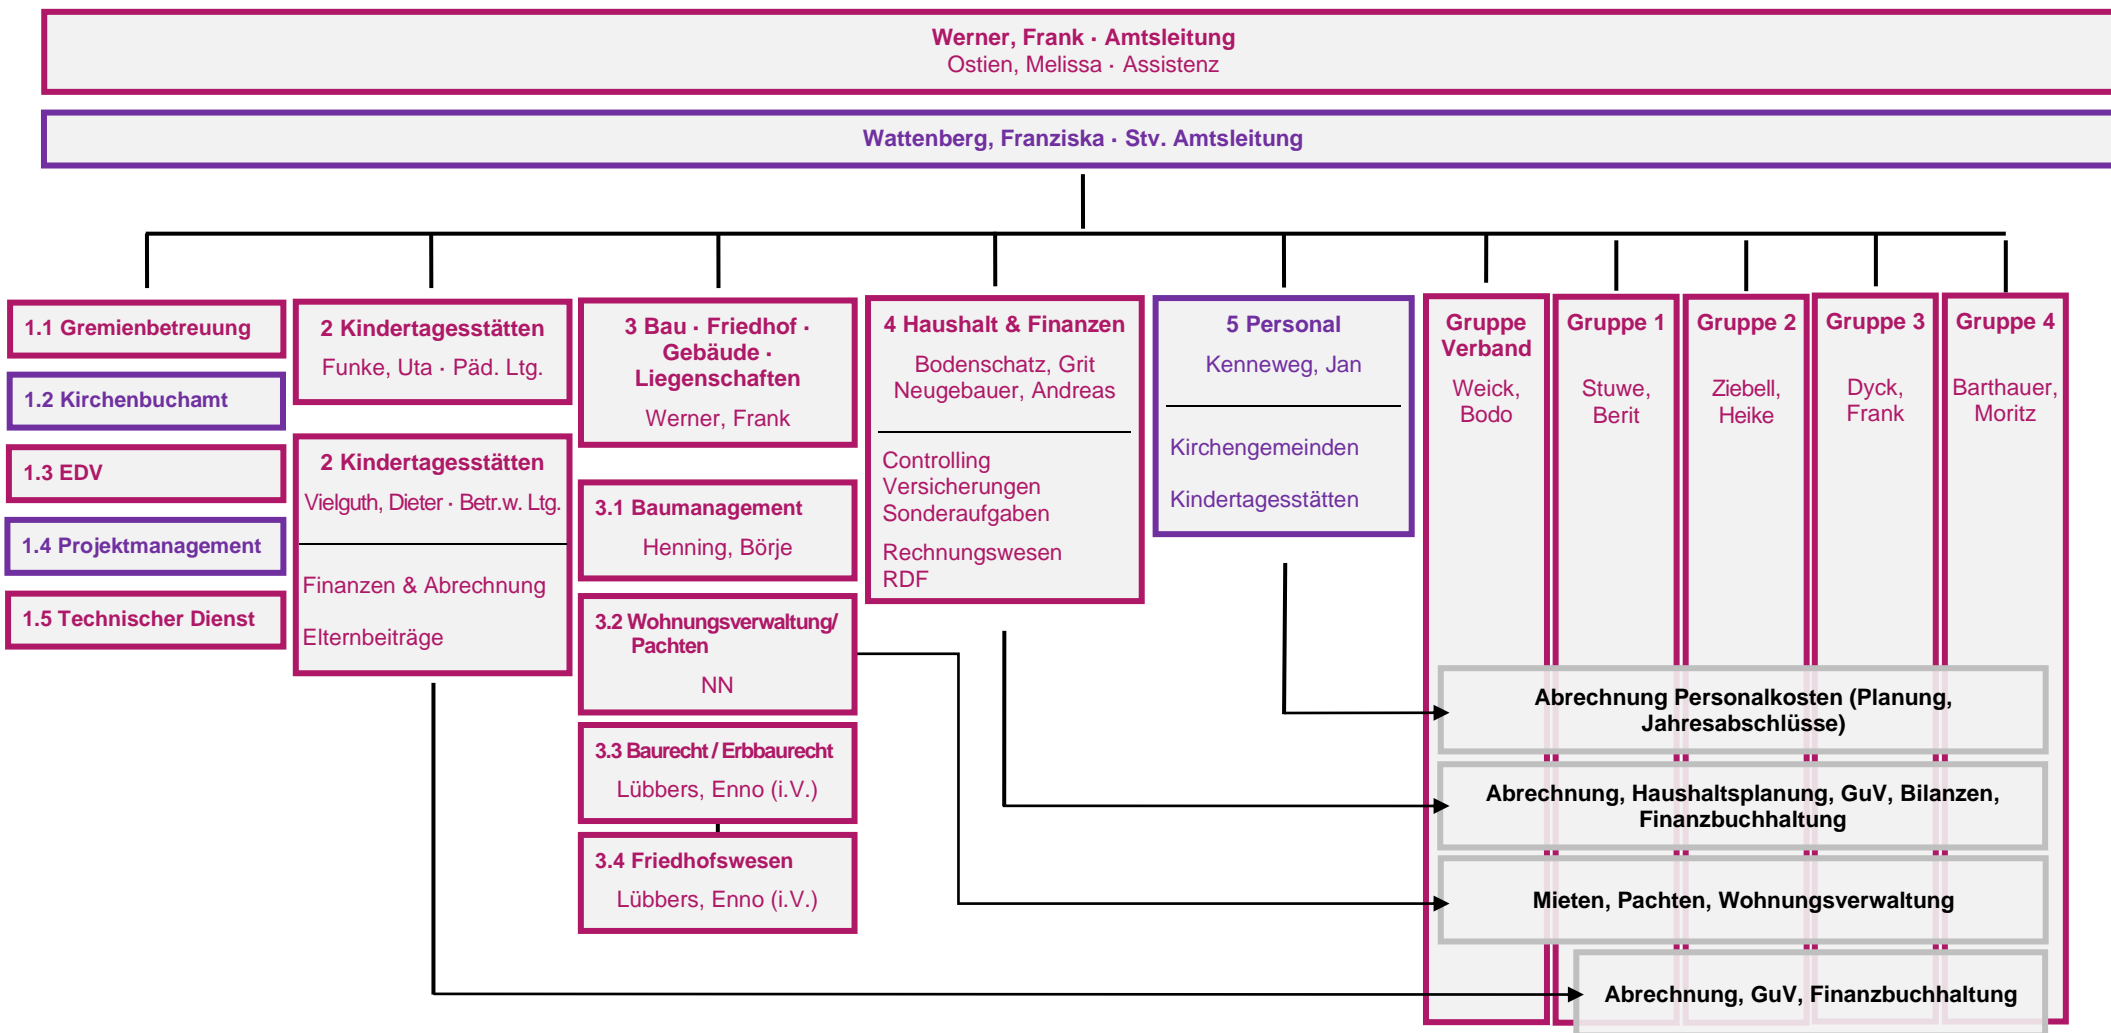 Werner, Frank · Amtsleitung
Ostien, Melissa · Assistenz
Wattenberg, Franziska · Stv. Amtsleitung
1.1 Gremienbetreuung
1.2 Kirchenbuchamt
1.3 EDV
1.4 Projektmanagement
1.5 Technischer Dienst
2 Kindertagesstätten
Funke, Uta · Päd. Ltg.
2 Kindertagesstätten
Vielguth, Dieter · Betr.w. Ltg.
Finanzen & Abrechnung
Elternbeiträge
3 Bau · Friedhof ·
Gebäude ·
Liegenschaften
Werner, Frank
3.1 Baumanagement
Henning, Börje
3.2 Wohnungsverwaltung/
Pachten
NN
3.3 Baurecht / Erbbaurecht
Lübbers, Enno (i.V.)
3.4 Friedhofswesen
Lübbers, Enno (i.V.)
4 Haushalt & Finanzen
Bodenschatz, Grit
Neugebauer, Andreas
Controlling
Versicherungen
Sonderaufgaben
Rechnungswesen
RDF
5 Personal
Kenneweg, Jan
Kirchengemeinden
Kindertagesstätten
Gruppe
Verband
Weick,
Bodo
Gruppe 1
Stuwe,
Berit
Gruppe 2
Ziebell,
Heike
Gruppe 3
Dyck,
Frank
Gruppe 4
Barthauer,
Moritz
Abrechnung Personalkosten (Planung,
Jahresabschlüsse)
Abrechnung, Haushaltsplanung, GuV, Bilanzen,
Finanzbuchhaltung
Mieten, Pachten, Wohnungsverwaltung
Abrechnung, GuV, Finanzbuchhaltung